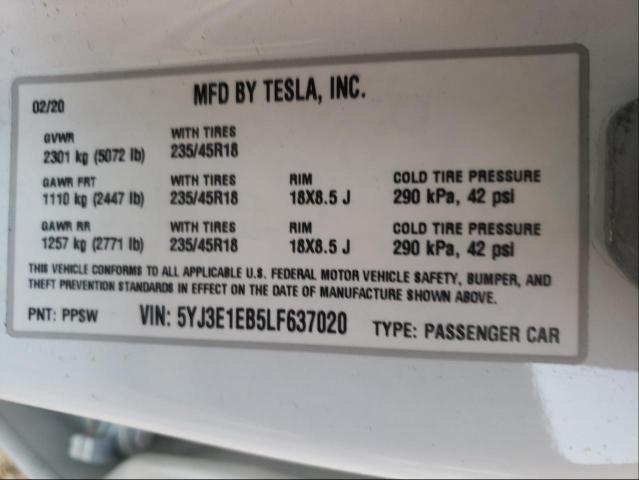 MFD BY TESLA, INC.
02/20
GVWR WITH TIRES
2301 kg (5072 lb) 235/45R18
GAWR FRT WITH TIRES RIM COLD TIRE PRESSURE
1110 kg (2447 lb) 235/45R18 18X8.5 J 290 kPa, 42 psi
GAWR RR WITH TIRES RIM COLD TIRE PRESSURE
1257 kg (2771 lb) 235/45R18 18X8.5 J 290 kPa, 42 psi
THIS VEHICLE CONFORMS TO ALL APPLICABLE U.S. FEDERAL MOTOR VEHICLE SAFETY, BUMPER, AND
THEFT PREVENTION STANDARDS IN EFFECT ON THE DATE OF MANUFACTURE SHOWN ABOVE.
PNT: PPSW VIN: 5YJ3E1EB5LF637020 TYPE: PASSENGER CAR